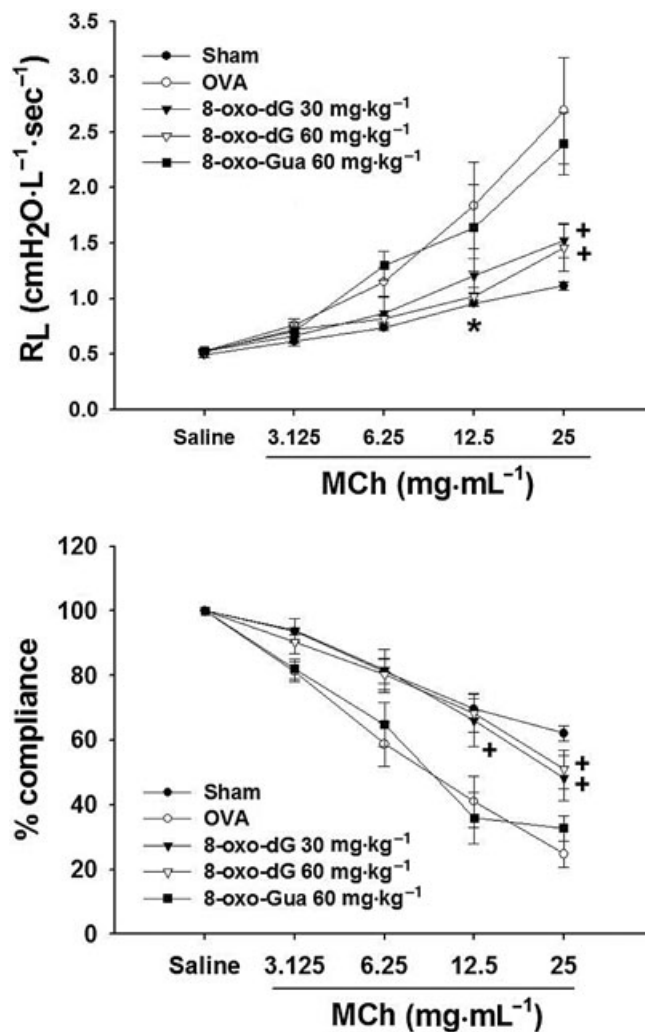 3.5
3.0
2.5
2.0
1.5
1.0
0.5
0.0
R_L (cmH₂O·L⁻¹·sec⁻¹)
Sham
OVA
8-oxo-dG 30 mg·kg⁻¹
8-oxo-dG 60 mg·kg⁻¹
8-oxo-Gua 60 mg·kg⁻¹
+
+
*
Saline 3.125 6.25 12.5 25
MCh (mg·mL⁻¹)
120
100
80
60
40
20
0
% compliance
+
+
+
Sham
OVA
8-oxo-dG 30 mg·kg⁻¹
8-oxo-dG 60 mg·kg⁻¹
8-oxo-Gua 60 mg·kg⁻¹
Saline 3.125 6.25 12.5 25
MCh (mg·mL⁻¹)